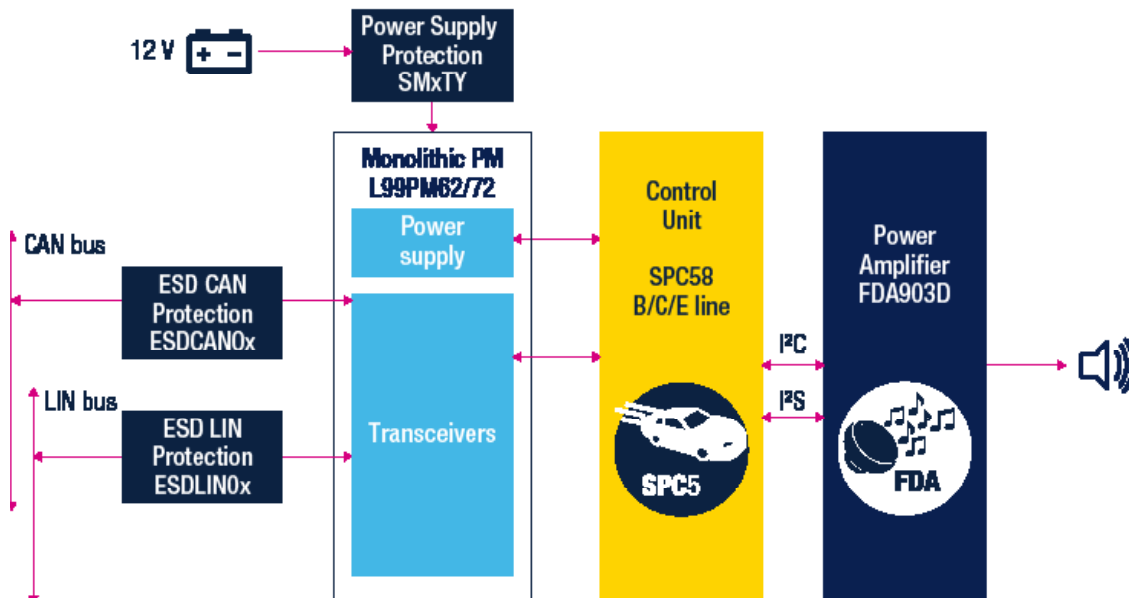 12 V
+ −
Power Supply
Protection
SMxTY
Monolithic PM
L99PM62/72
Power
supply
Transceivers
CAN bus
ESD CAN
Protection
ESDCAN0x
LIN bus
ESD LIN
Protection
ESDLIN0x
Control
Unit
SPC58
B/C/E line
SPC5
I²C
I²S
Power
Amplifier
FDA903D
FDA